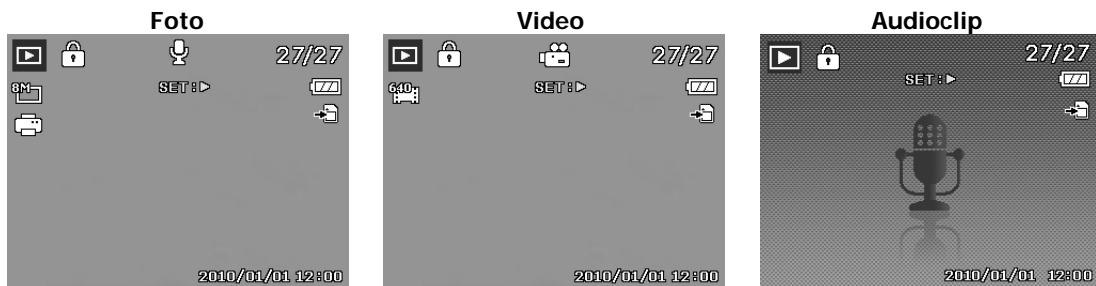 Foto Video Audioclip
27/27 27/27 27/27
SET: SET: SET:
8M 640
2010/01/01 12:00 2010/01/01 12:00 2010/01/01 12:00